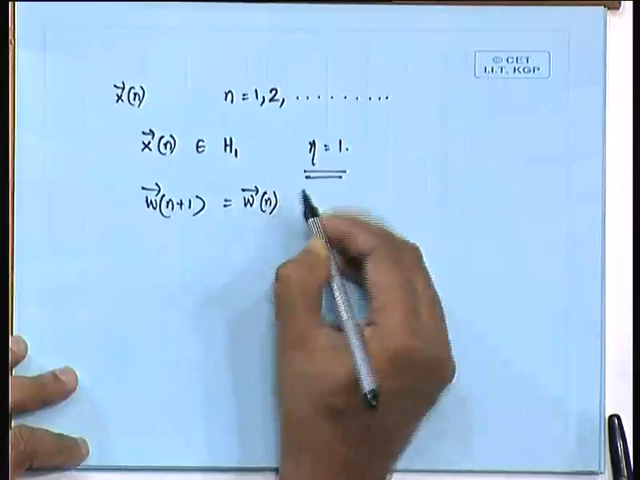 © CET
I.I.T. KGP
x⃗(n) n = 1, 2, ..........
x⃗(n) ∈ H₁ η = 1.
w⃗(n+1) = w⃗(n)